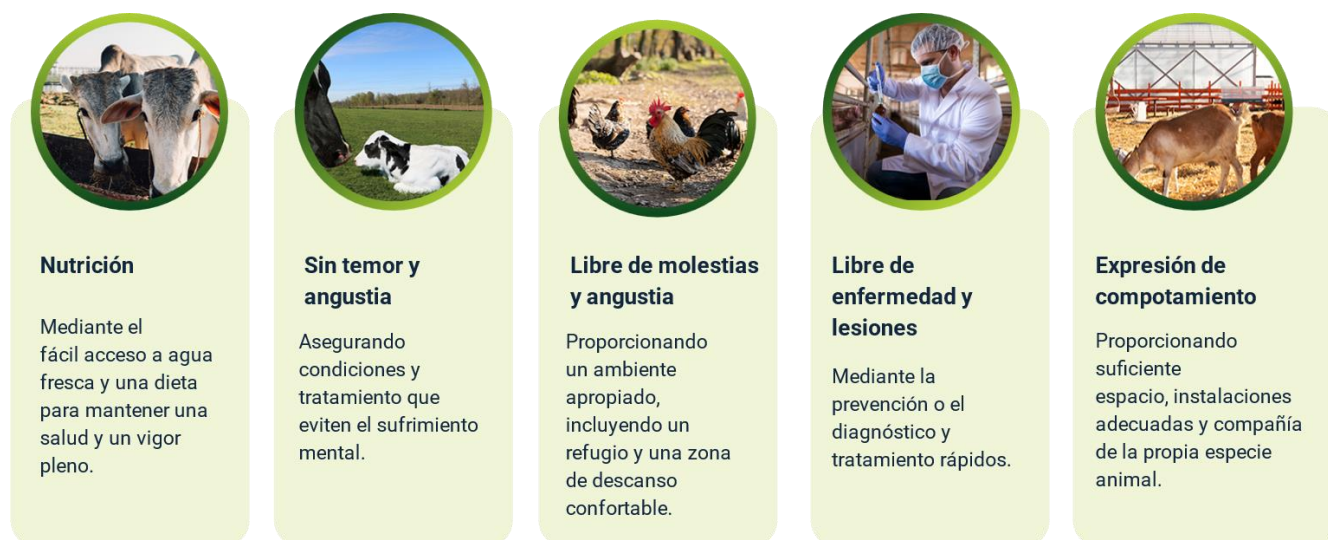 Nutrición
Mediante el
fácil acceso a agua
fresca y una dieta
para mantener una
salud y un vigor
pleno.
Sin temor y
angustia
Asegurando
condiciones y
tratamiento que
eviten el sufrimiento
mental.
Libre de molestias
y angustia
Proporcionando
un ambiente
apropiado,
incluyendo un
refugio y una zona
de descanso
confortable.
Libre de
enfermedad y
lesiones
Mediante la
prevención o el
diagnóstico y
tratamiento rápidos.
Expresión de
compotamiento
Proporcionando
suficiente
espacio, instalaciones
adecuadas y compañía
de la propia especie
animal.